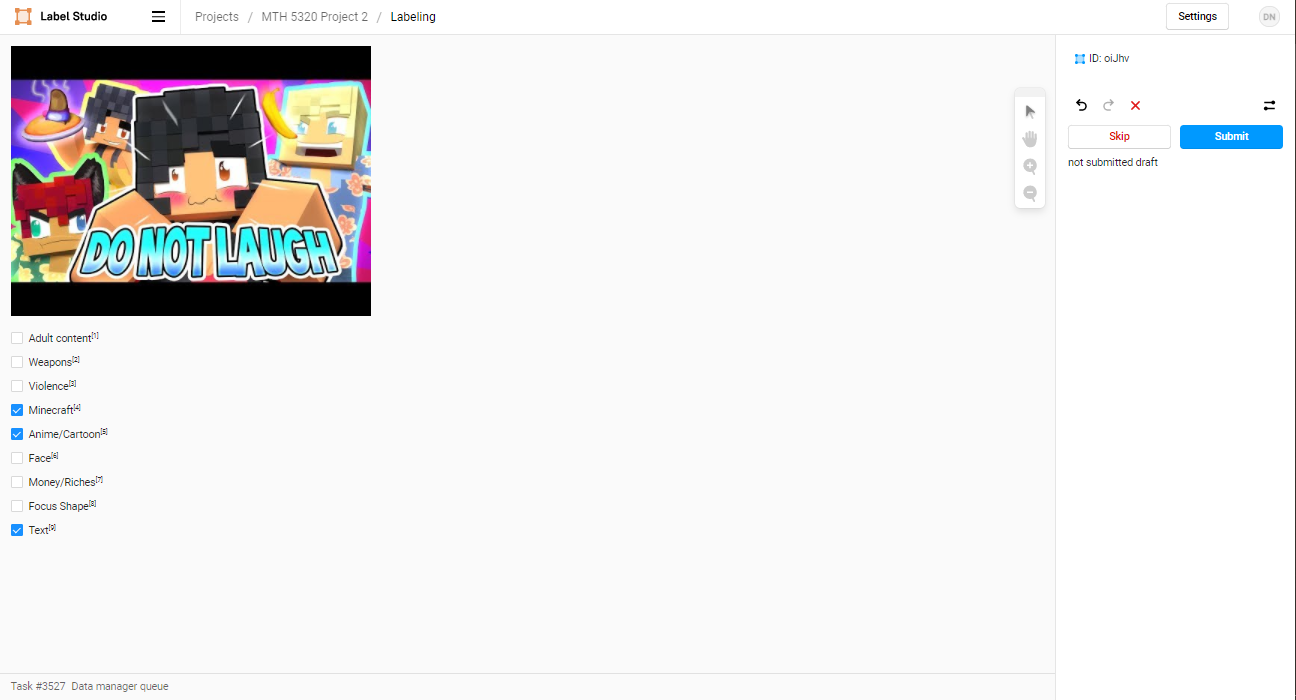 Label Studio
Projects / MTH 5320 Project 2 / Labeling
Settings
DN
DO NOT LAUGH
Adult content[1]
Weapons[2]
Violence[3]
Minecraft[4]
Anime/Cartoon[5]
Face[6]
Money/Riches[7]
Focus Shape[8]
Text[9]
ID: oiJhv
Skip
Submit
not submitted draft
Task #3527 Data manager queue